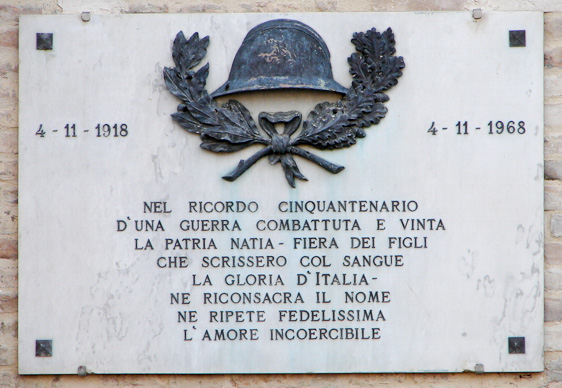 4-11-1918
4-11-1968
NEL RICORDO CINQUANTENARIO
D'UNA GUERRA COMBATTUTA E VINTA
LA PATRIA NATIA - FIERA DEI FIGLI
CHE SCRISSERO COL SANGUE
LA GLORIA D'ITALIA -
NE RICONSACRA IL NOME
NE RIPETE FEDELISSIMA
L'AMORE INCOERCIBILE